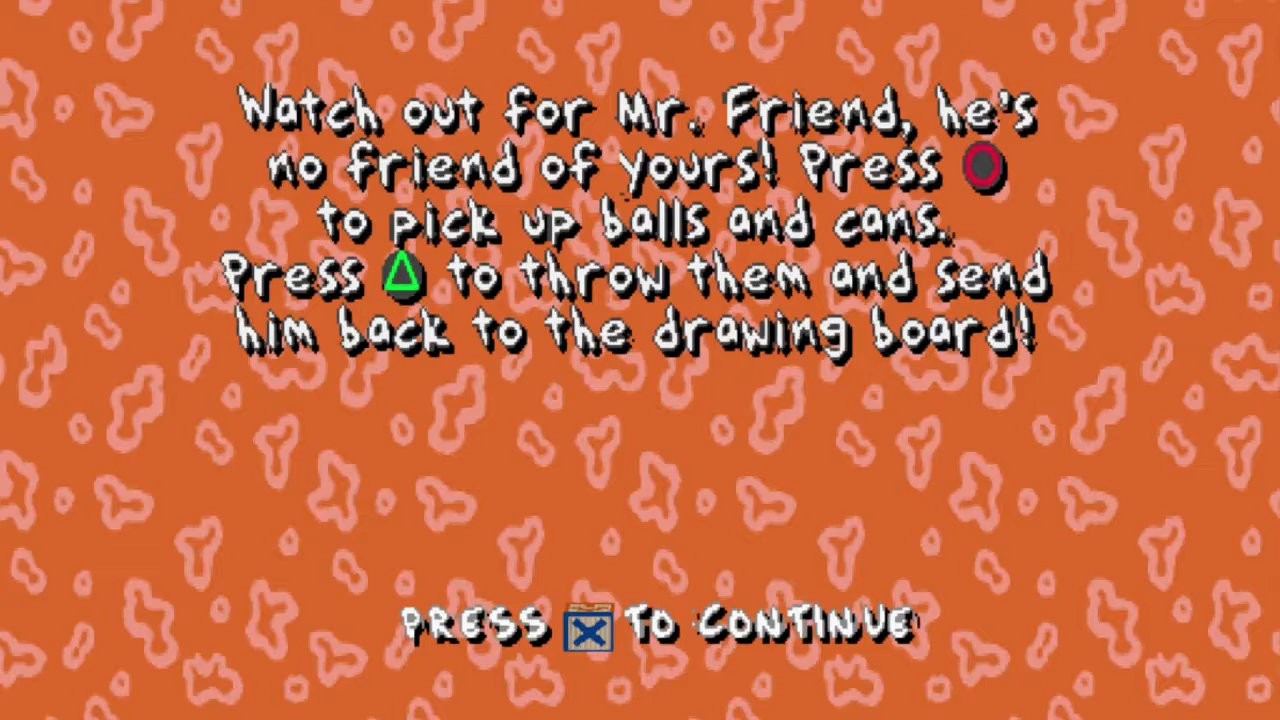 Watch out for Mr. Friend, he's
no friend of yours! Press
to pick up balls and cans.
Press to throw them and send
him back to the drawing board!
PRESS TO CONTINUE